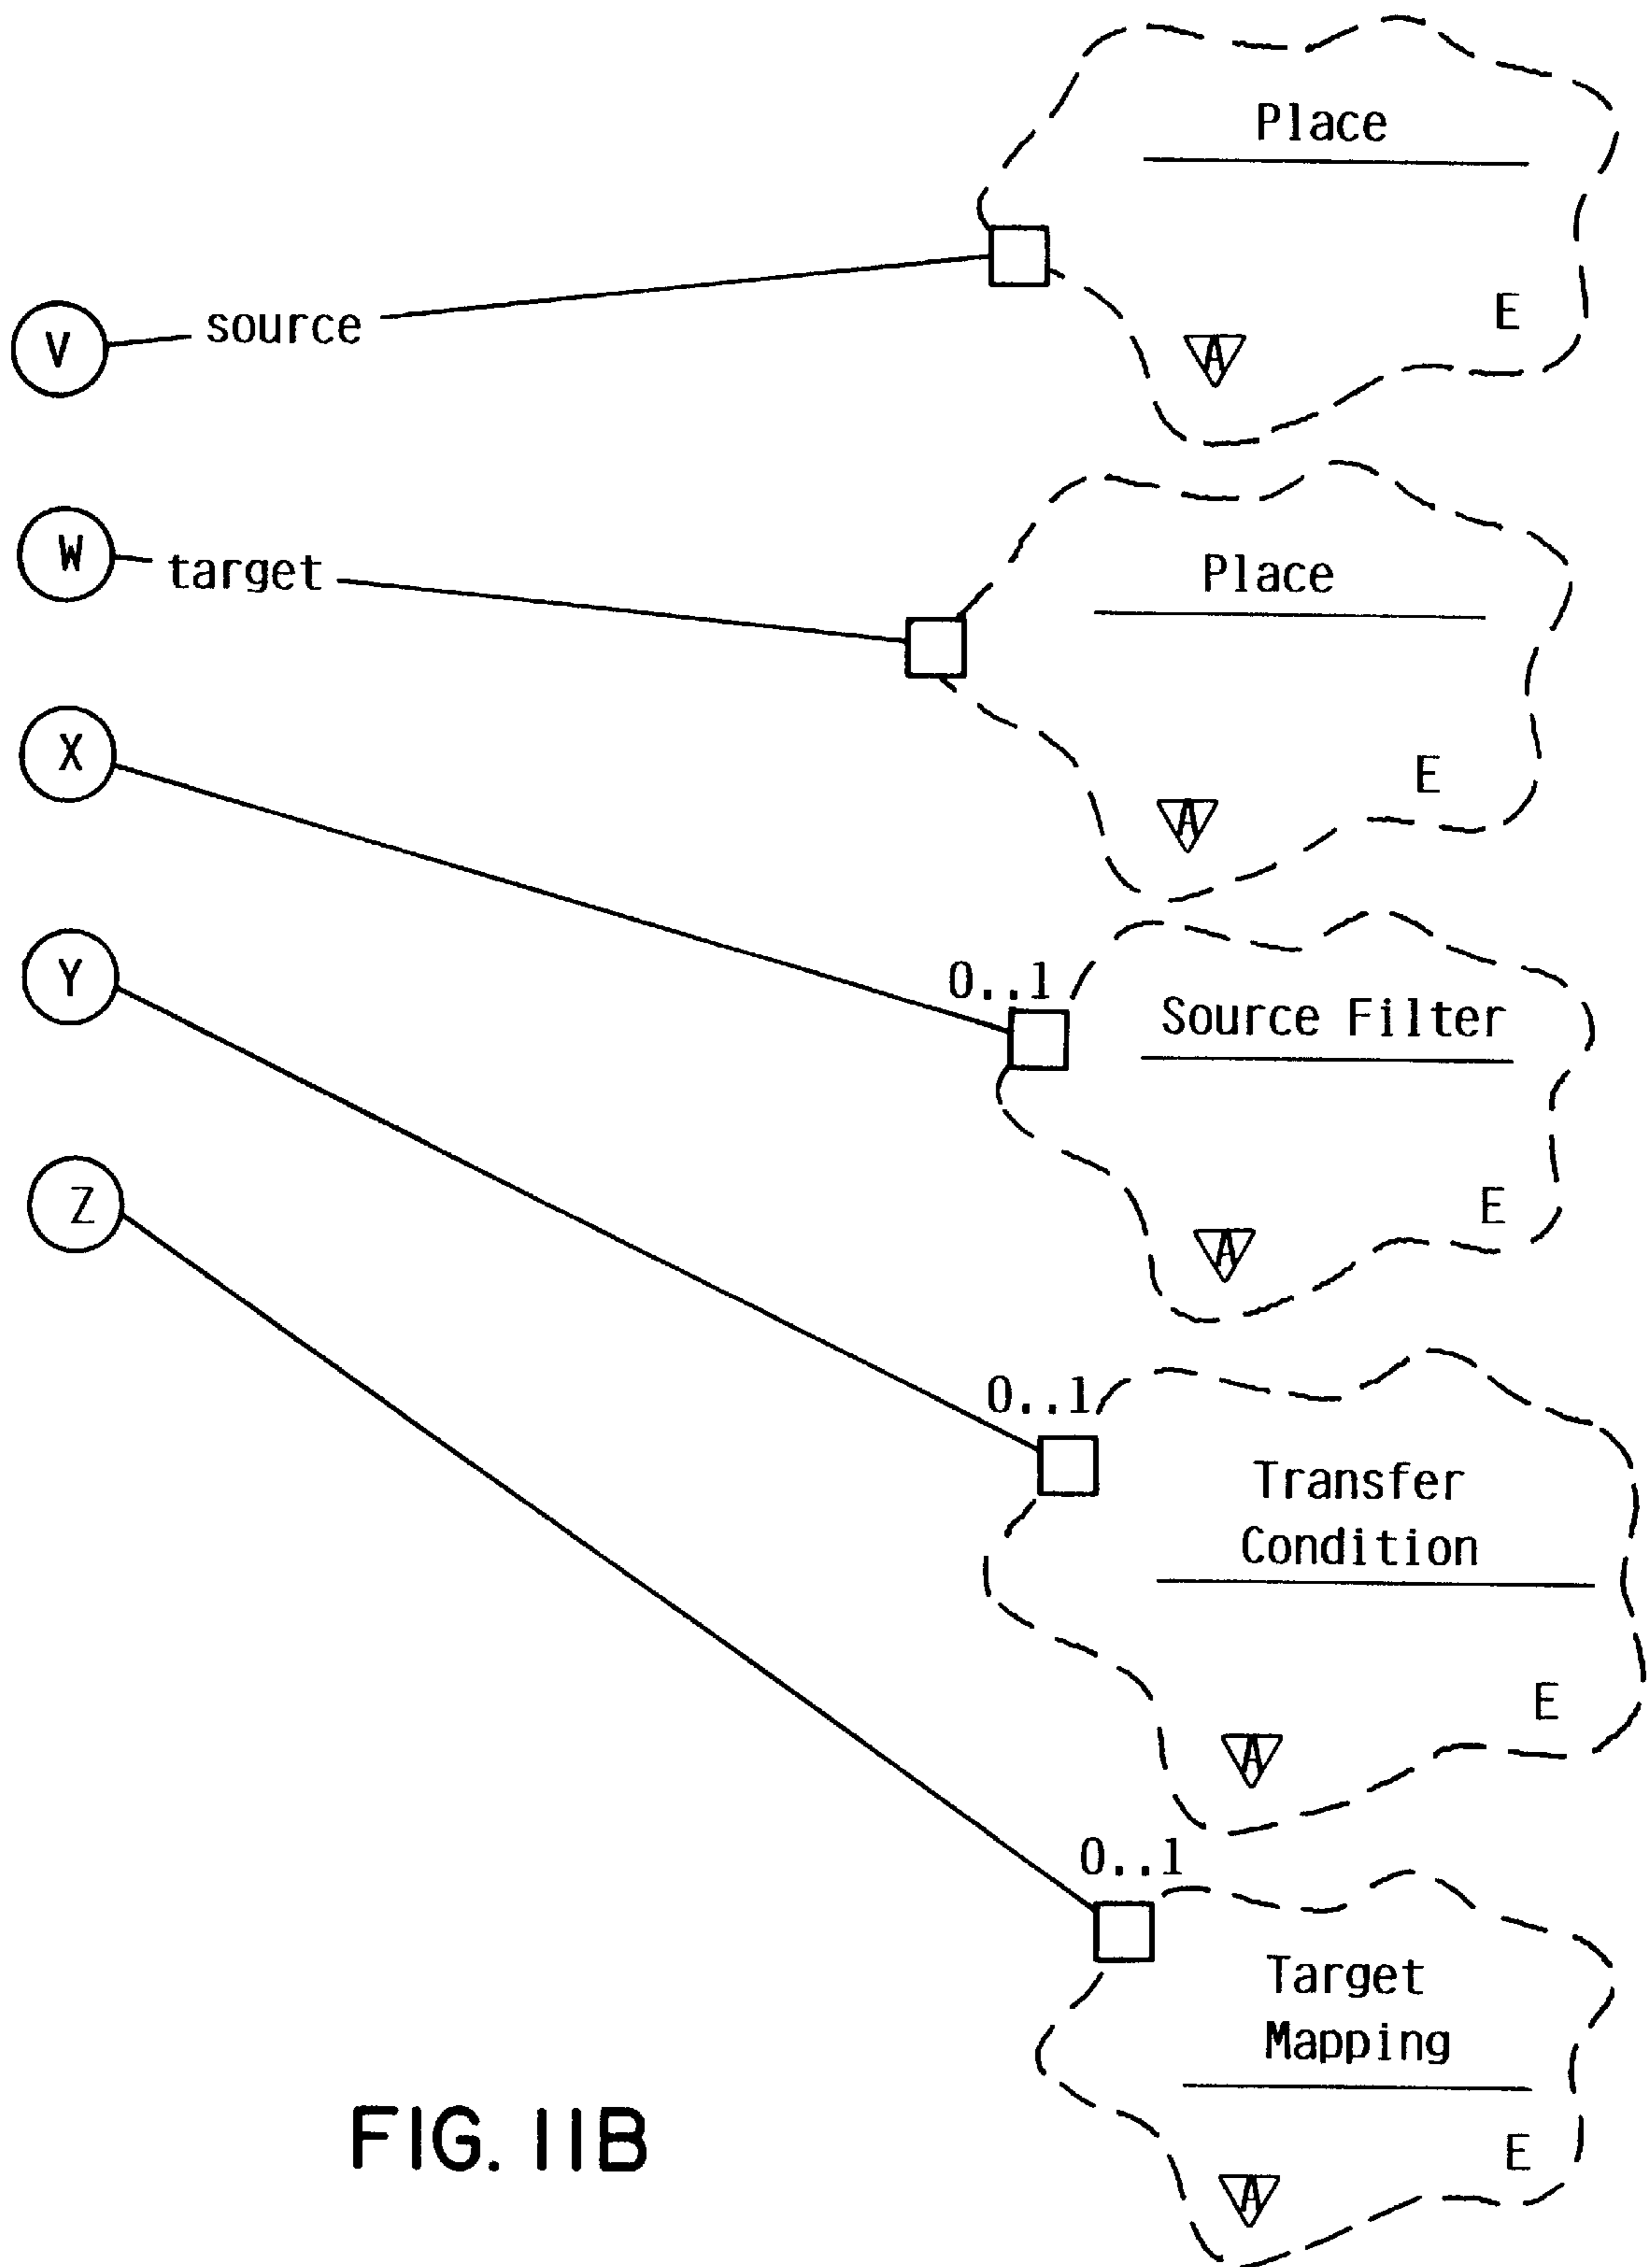 Place
E
A
V
source
W
target
Place
E
A
X
Y
0..1
Source Filter
E
A
Z
0..1
Transfer
Condition
E
A
0..1
Target
Mapping
E
A
FIG. 11B